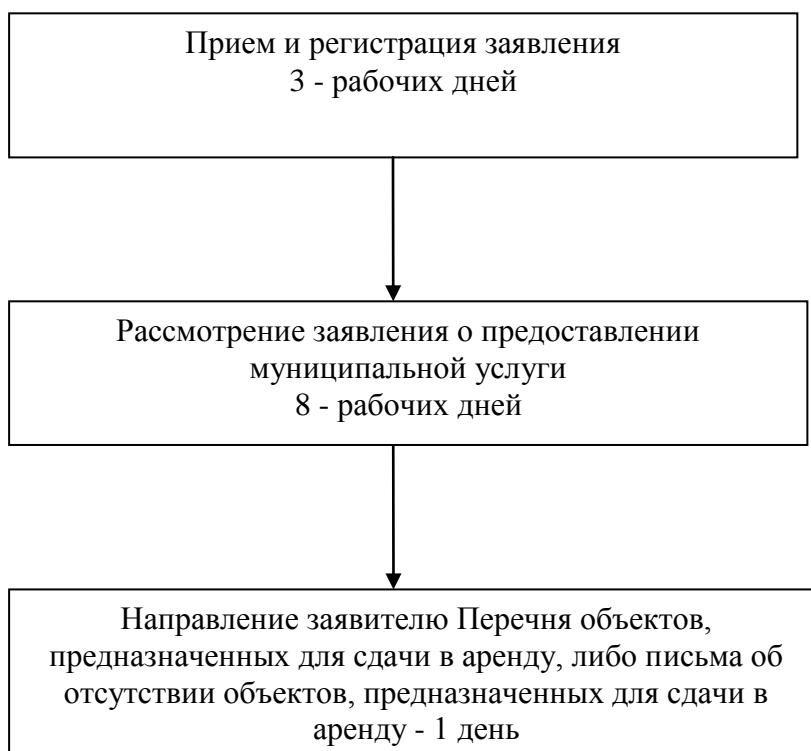 Прием и регистрация заявления
3 - рабочих дней
Рассмотрение заявления о предоставлении
муниципальной услуги
8 - рабочих дней
Направление заявителю Перечня объектов,
предназначенных для сдачи в аренду, либо письма об
отсутствии объектов, предназначенных для сдачи в
аренду - 1 день